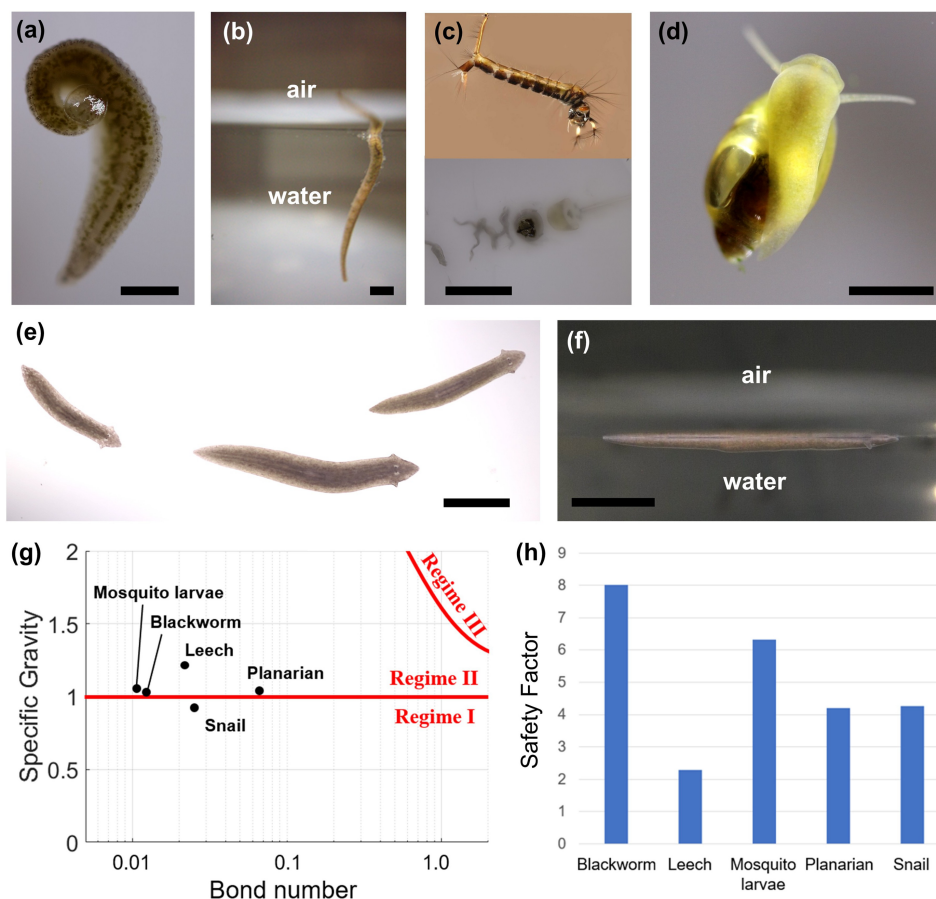 (a)
(b)
air
water
(c)
(d)
(e)
(f)
air
water
(g)
2
1.5
1
0.5
0
Specific Gravity
Mosquito larvae
Blackworm
Leech
Planarian
Snail
Regime III
Regime II
Regime I
0.01
0.1
1.0
Bond number
(h)
9
8
7
6
5
4
3
2
1
0
Safety Factor
Blackworm
Leech
Mosquito
larvae
Planarian
Snail